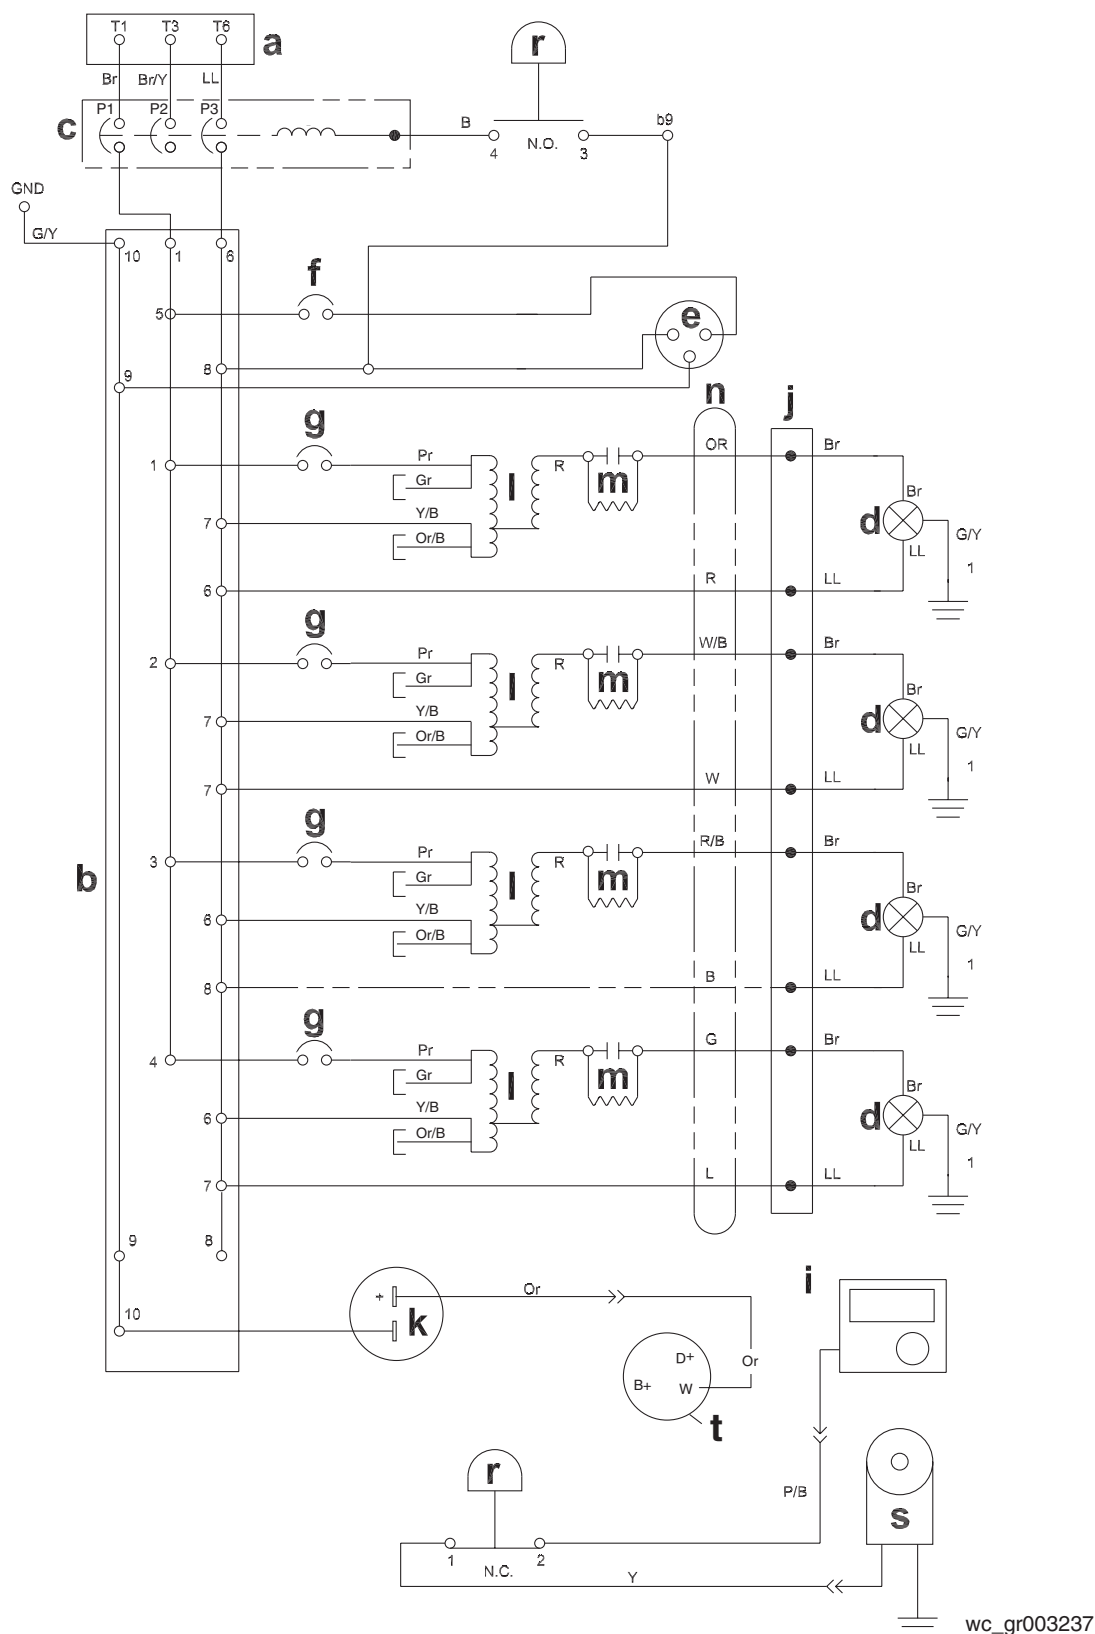 T1 T3 T6
a
r
Br Br/Y LL
P1 P2 P3
c
B
4 N.O. 3
b9
GND
G/Y
10 1 6
f
5
e
8
9
n
j
g
OR
Br
1
Pr
Gr
R
m
l
Br
d
G/Y
LL
1
7
Y/B
Or/B
6
R
LL
g
W/B
Br
2
Pr
Gr
R
m
l
Br
d
G/Y
LL
1
7
Y/B
Or/B
7
W
LL
g
R/B
Br
3
Pr
Gr
R
m
l
b
Br
d
G/Y
LL
1
6
Y/B
Or/B
8
B
LL
g
G
Br
4
Pr
Gr
R
m
l
Br
d
G/Y
LL
1
6
Y/B
Or/B
7
L
LL
9 8
i
10
+
k
Or
Or
D+
B+ W
t
r
P/B
s
1 N.C. 2
Y
wc_gr003237